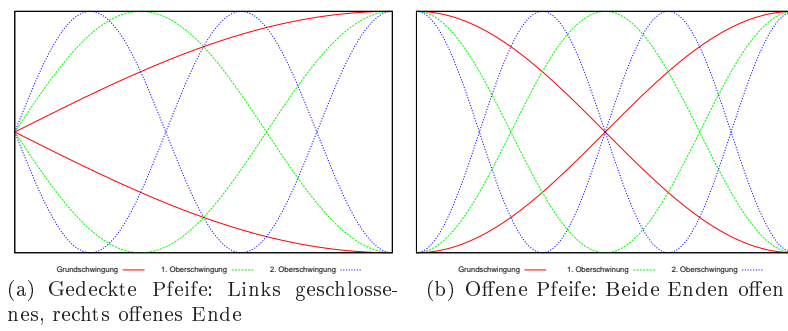 Grundschwingung 1. Oberschwingung 2. Oberschwingung
(a) Gedeckte Pfeife: Links geschlosse-
nes, rechts offenes Ende
Grundschwingung 1. Oberschwingung 2. Oberschwingung
(b) Offene Pfeife: Beide Enden offen